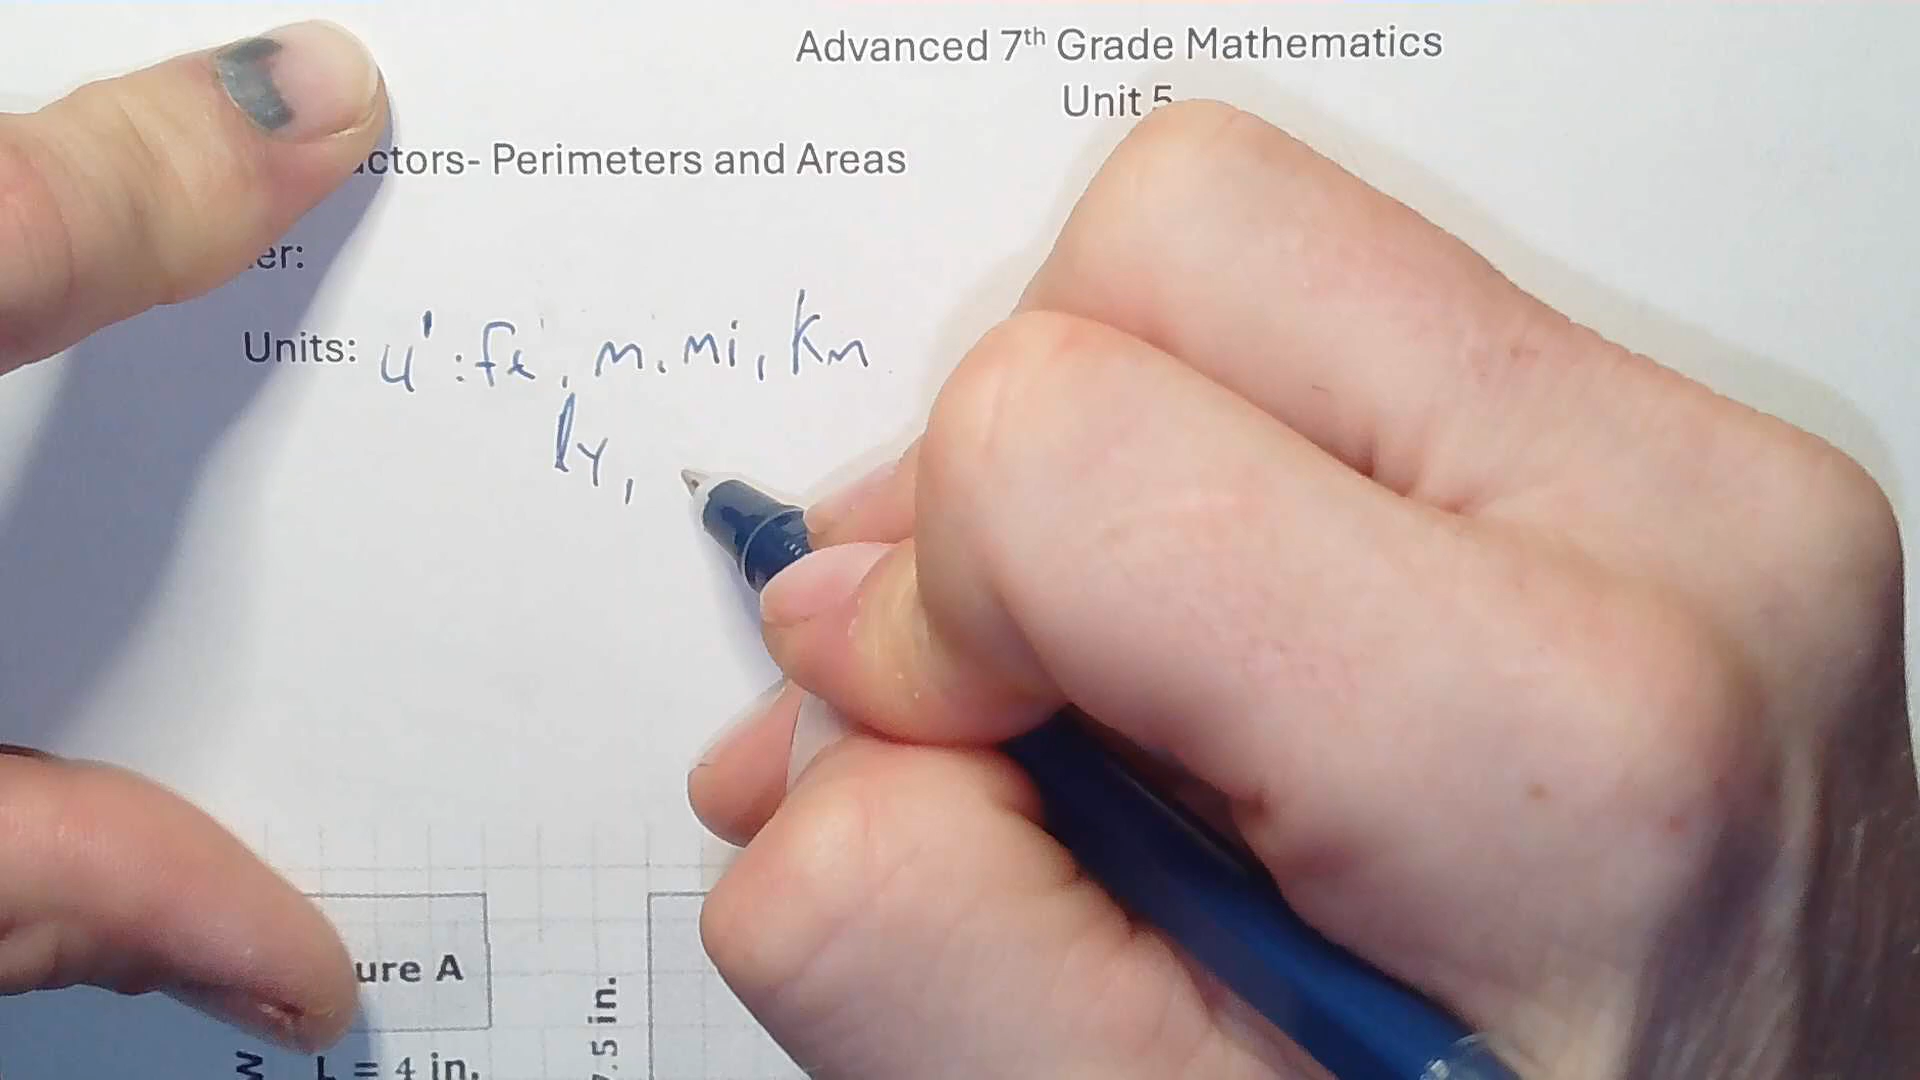 Advanced 7th Grade Mathematics
Unit 5
ctors- Perimeters and Areas
er:
Units: u¹ : ft, m, mi, km
ly,
ure A
L = 4 in.
7.5 in.